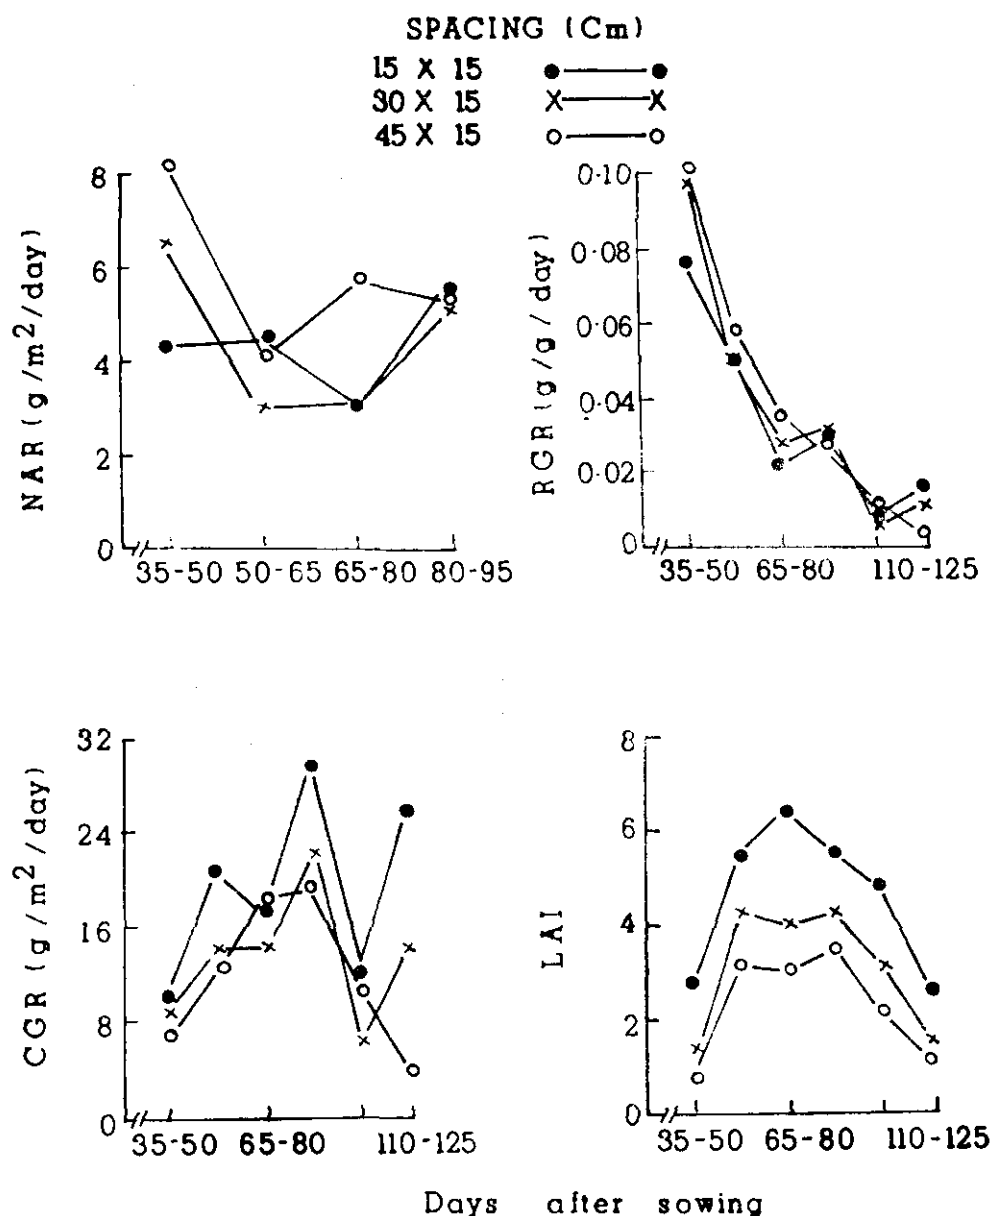 SPACING (Cm)
15 X 15
30 X 15
45 X 15
NAR (g/m²/day)
8
6
4
2
0
35-50 50-65 65-80 80-95
RGR (g/g/day)
0·10
0·08
0·06
0·04
0·02
0
35-50 65-80 110-125
CGR (g/m²/day)
32
24
16
8
0
35-50 65-80 110-125
LAI
8
6
4
2
0
35-50 65-80 110-125
Days after sowing